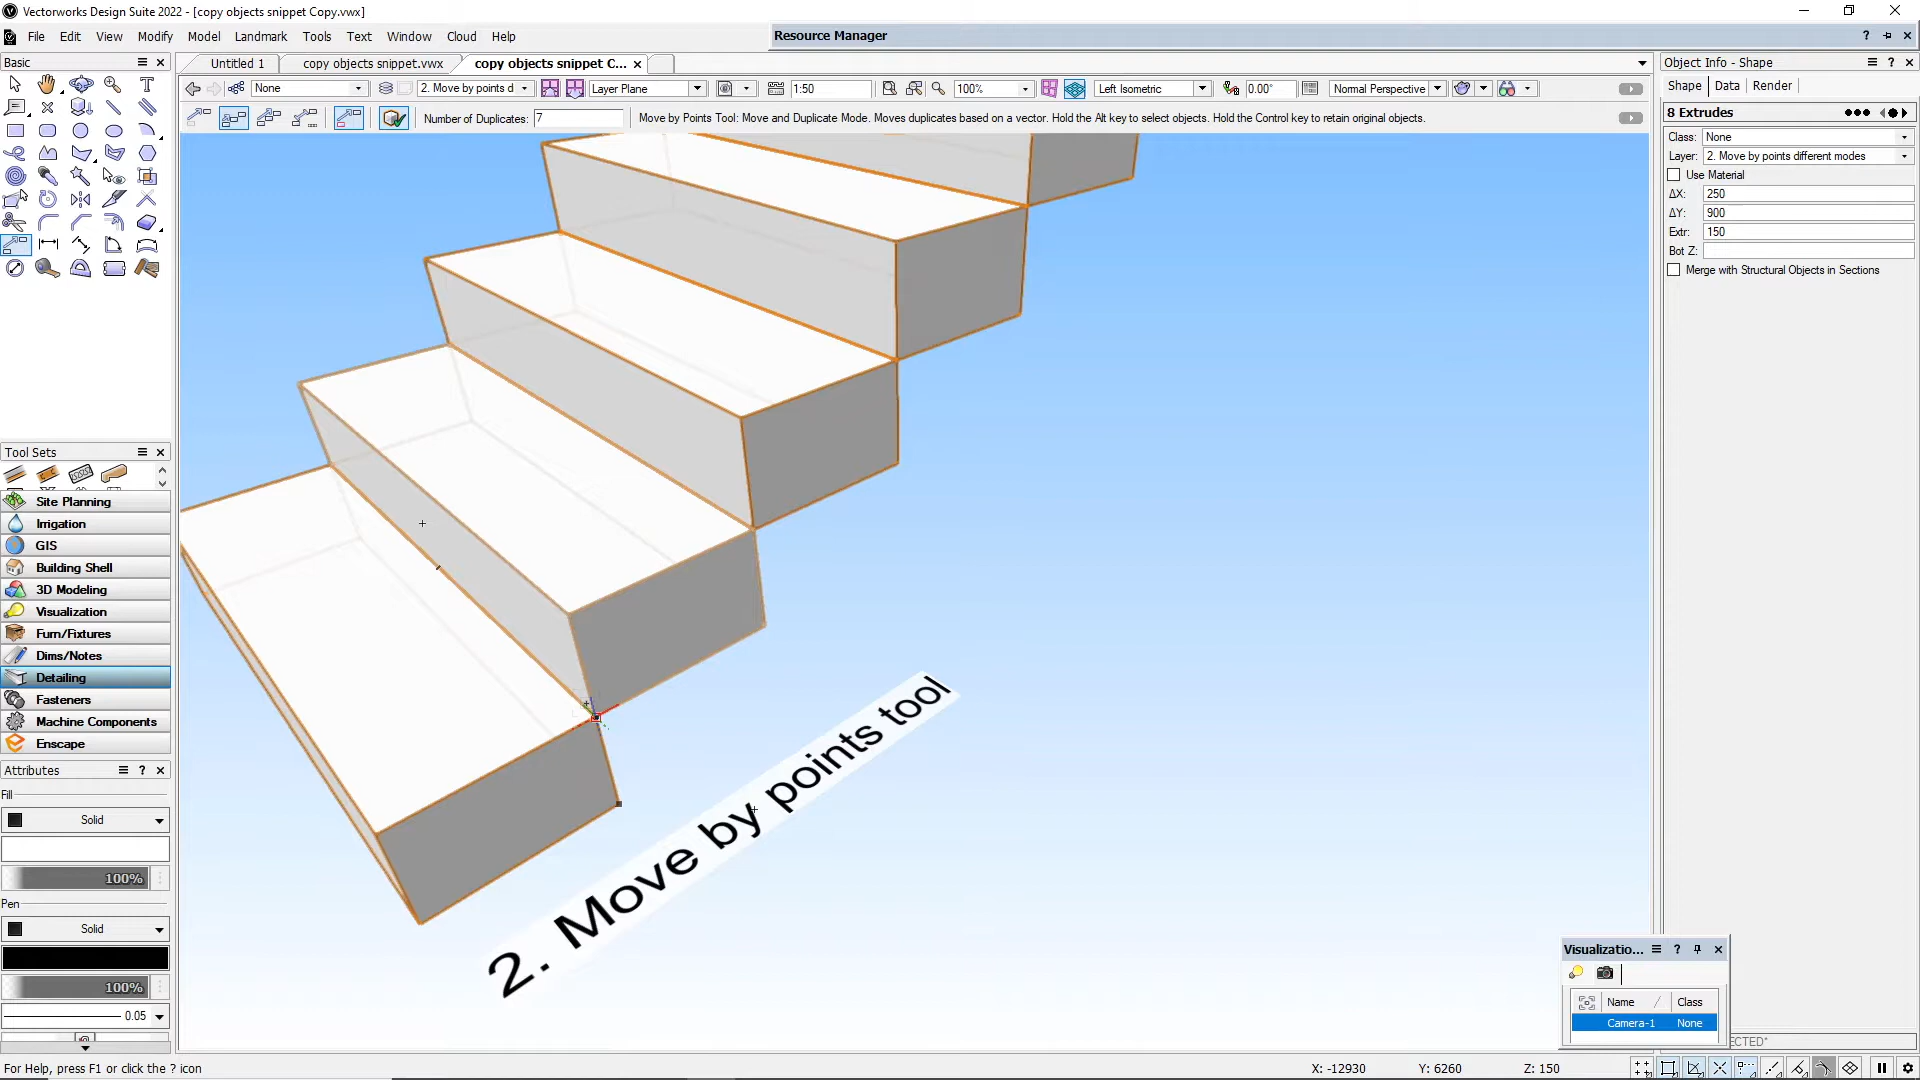 Vectorworks Design Suite 2022 - [copy objects snippet Copy.vwx]
File Edit View Modify Model Landmark Tools Text Window Cloud Help
Resource Manager
Basic
Untitled 1
copy objects snippet.vwx
copy objects snippet C...
None
2. Move by points d
Layer Plane
1:50
100%
Left Isometric
0.00°
Normal Perspective
Number of Duplicates: 7
Move by Points Tool: Move and Duplicate Mode. Moves duplicates based on a vector. Hold the Alt key to select objects. Hold the Control key to retain original objects.
Object Info - Shape
Shape Data Render
8 Extrudes
Class: None
Layer: 2. Move by points different modes
Use Material
ΔX: 250
ΔY: 900
Extr: 150
Bot Z:
Merge with Structural Objects in Sections
Tool Sets
Site Planning
Irrigation
GIS
Building Shell
3D Modeling
Visualization
Furn/Fixtures
Dims/Notes
Detailing
Fasteners
Machine Components
Enscape
Attributes
Fill
Solid
100%
Pen
Solid
100%
0.05
2. Move by points tool
Visualizatio...
Name Class
Camera-1 None
ECTED*
For Help, press F1 or click the ? icon
X: -12930
Y: 6260
Z: 150